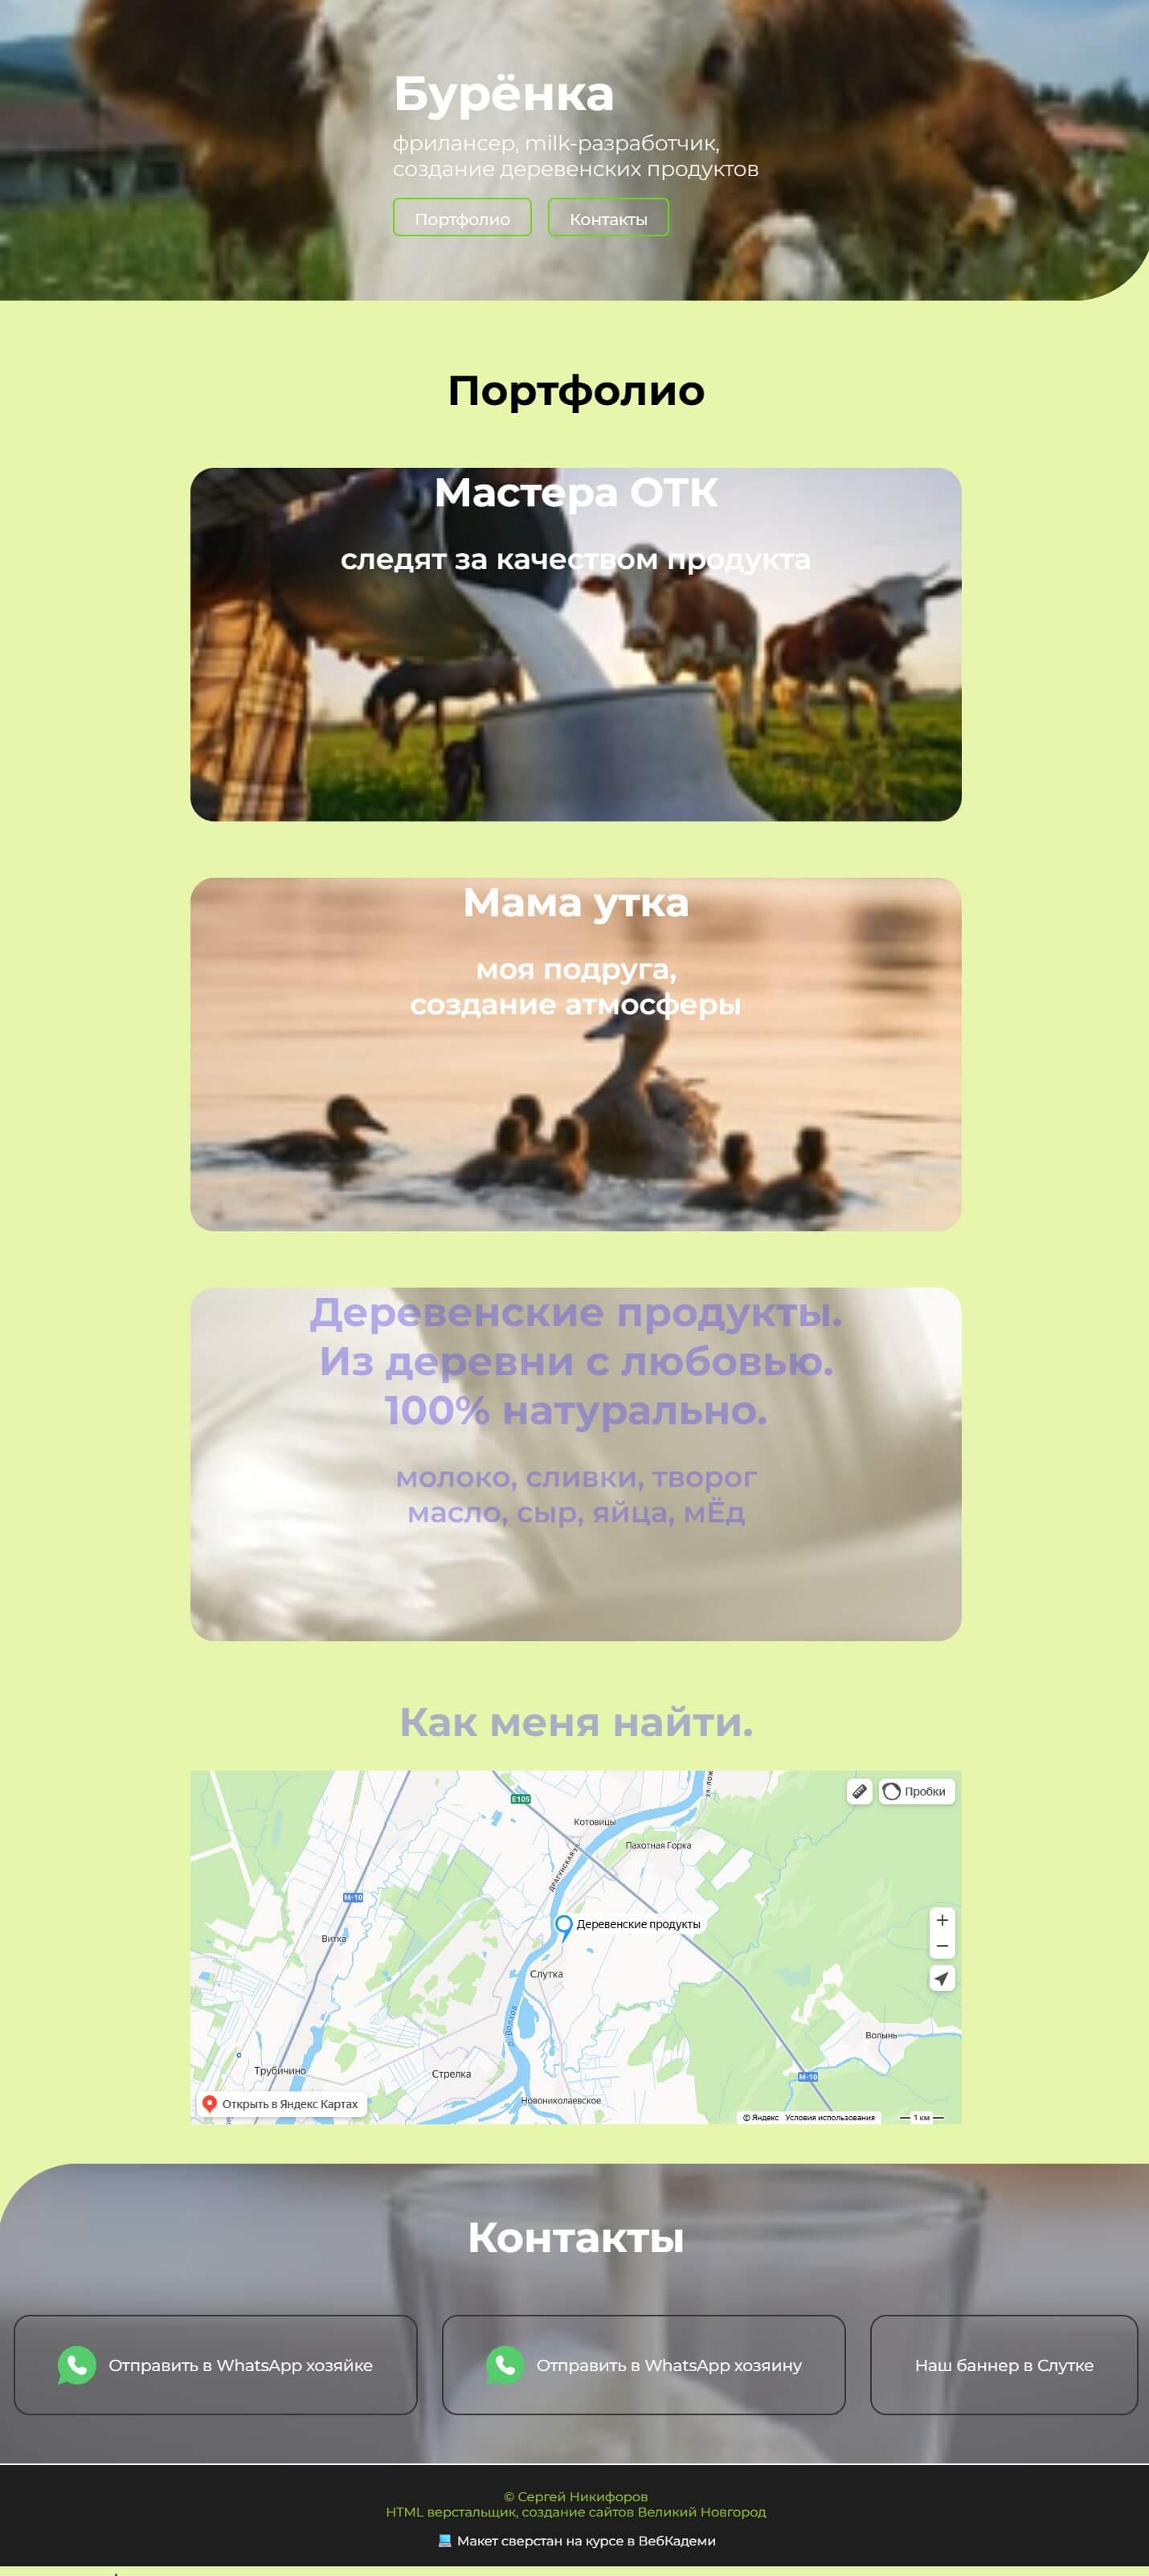 Бурёнка
фрилансер, milk-разработчик,
создание деревенских продуктов
Портфолио
Контакты
Портфолио
Мастера ОТК
следят за качеством продукта
Мама утка
моя подруга,
создание атмосферы
Деревенские продукты.
Из деревни с любовью.
100% натурально.
молоко, сливки, творог
масло, сыр, яйца, мЁд
Как меня найти.
Пробки
E105
Котовицы
Пахотная Горка
ДРАГУНСКАЯ УЛ.
М-10
Витка
Деревенские продукты
Слутка
р. Волхов
Волынь
Трубичино
Стрелка
М-10
Новониколаевское
Открыть в Яндекс Картах
© Яндекс Условия использования
1 км
Контакты
Отправить в WhatsApp хозяйке
Отправить в WhatsApp хозяину
Наш баннер в Слутке
© Сергей Никифоров
HTML верстальщик, создание сайтов Великий Новгород
Макет сверстан на курсе в ВебКадеми